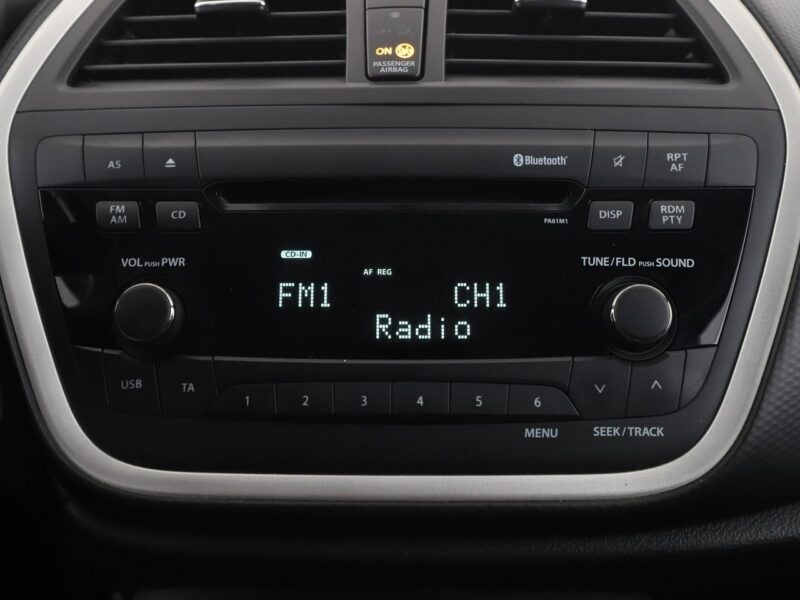 ON
PASSENGER
AIRBAG
AS
Bluetooth
RPT
AF
FM
AM
CD
PA61M1
DISP
RDM
PTY
VOL PUSH PWR
CD-IN
TUNE/FLD PUSH SOUND
AF REG
FM1 CH1
Radio
USB
TA
1 2 3 4 5 6
MENU
SEEK/TRACK